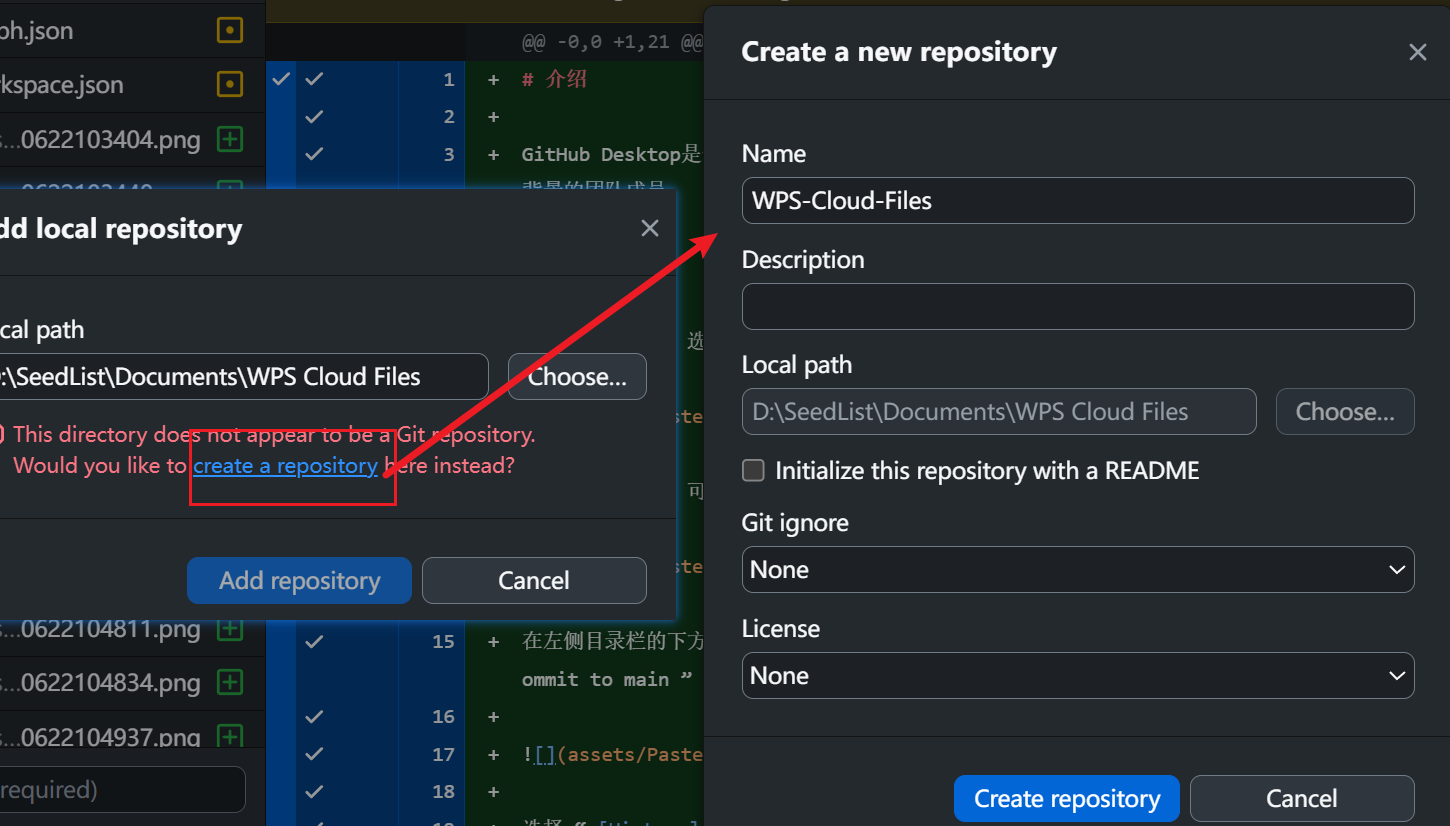 ph.json
kspace.json
s...0622103404.png
@@ -0,0 +1,21 @@
1 + # 介绍
2 +
3 + GitHub Desktop是
背景的团队成员
dd local repository
cal path
:\SeedList\Documents\WPS Cloud Files
Choose...
This directory does not appear to be a Git repository.
Would you like to create a repository here instead?
Add repository
Cancel
选
ste
可
ste
s...0622104811.png
s...0622104834.png
s...0622104937.png
required)
15 + 在左侧目录栏的下方
ommit to main ”
16 +
17 + ![](assets/Paste
18 +
Create a new repository
Name
WPS-Cloud-Files
Description
Local path
D:\SeedList\Documents\WPS Cloud Files
Choose...
Initialize this repository with a README
Git ignore
None
License
None
Create repository
Cancel